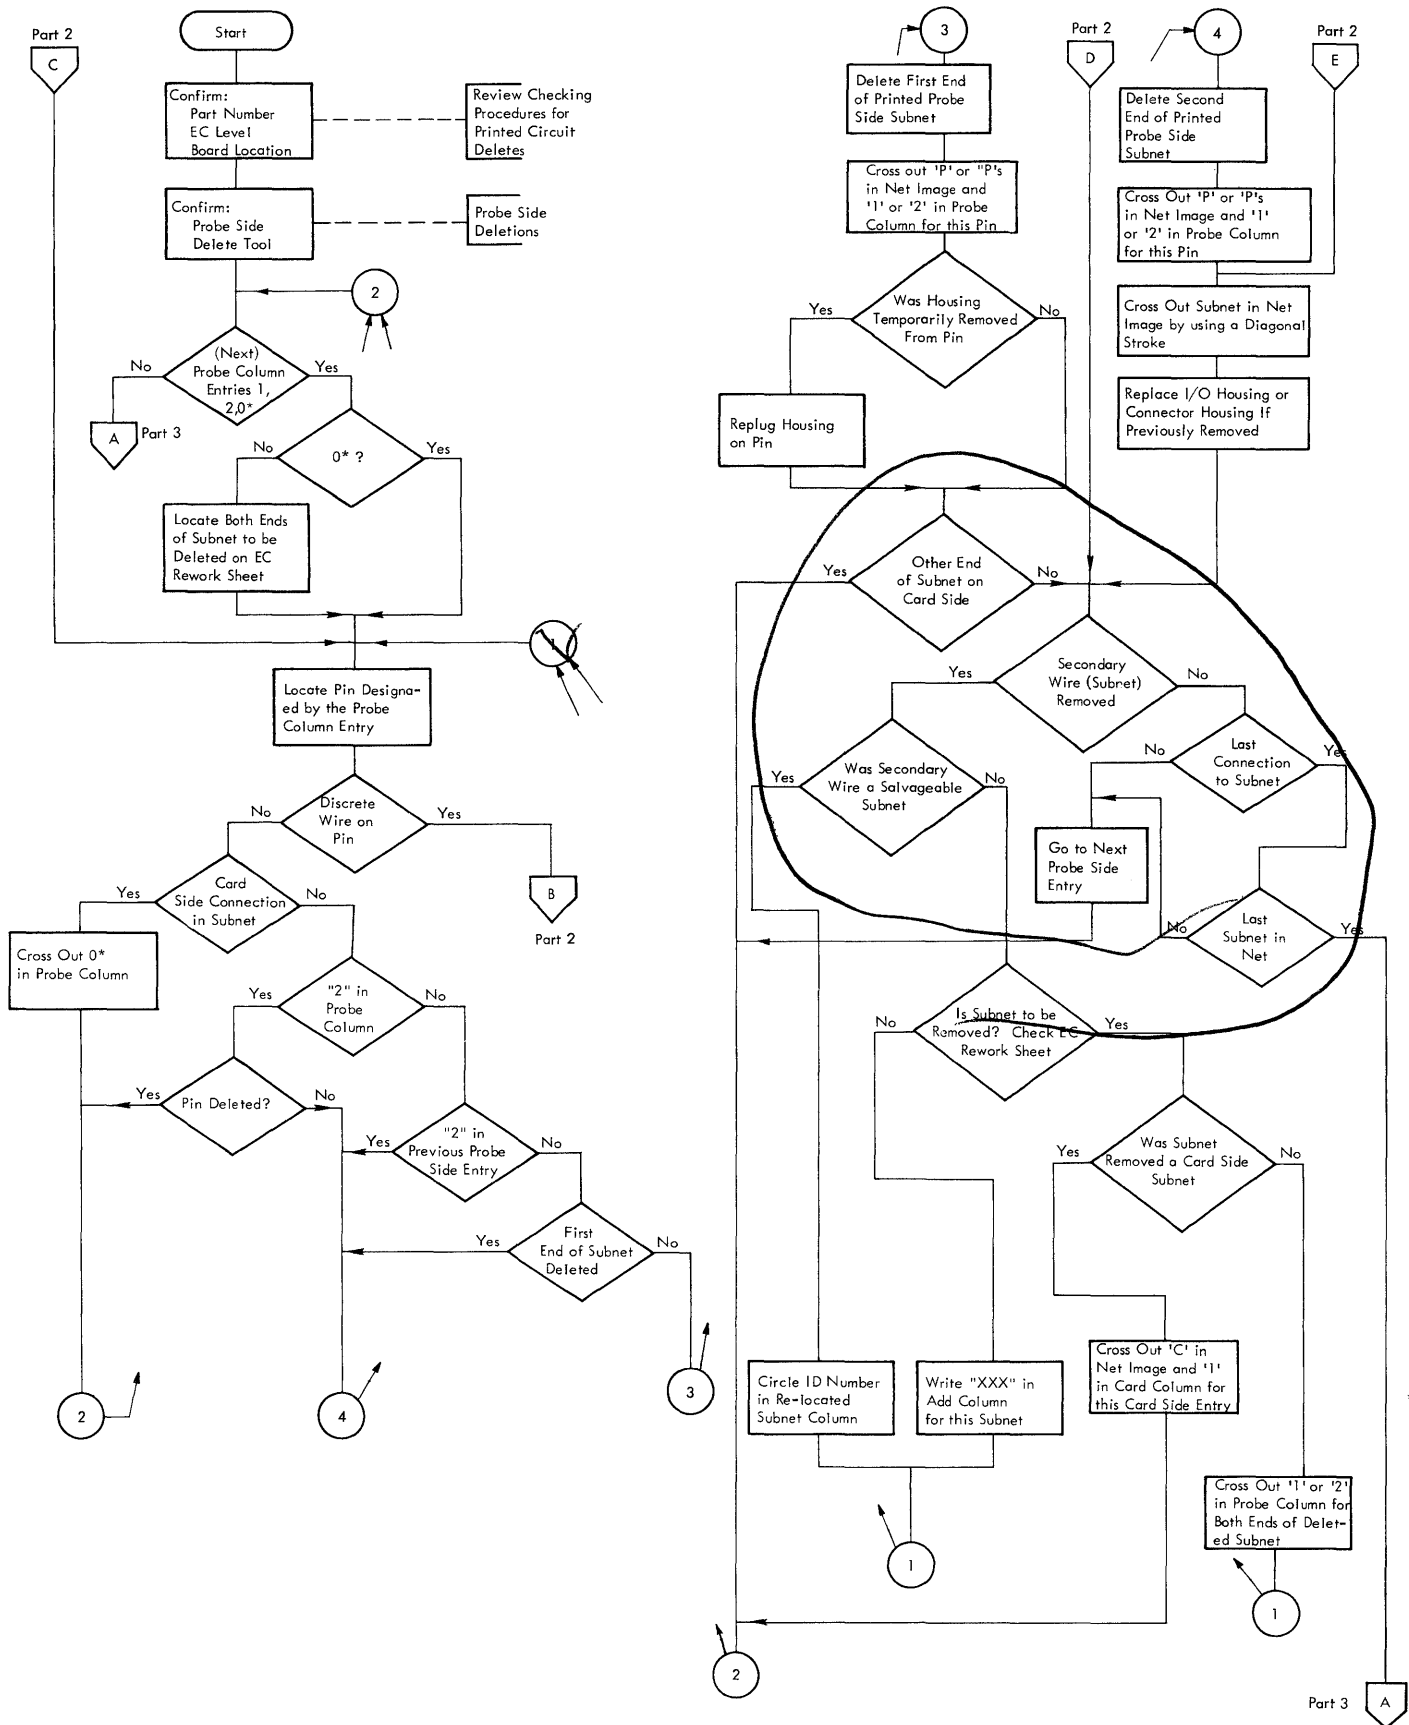 Part 2
C
Start
Confirm:
Part Number
EC Level
Board Location
Review Checking
Procedures for
Printed Circuit
Deletes
Confirm:
Probe Side
Delete Tool
Probe Side
Deletions
2
(Next)
Probe Column
Entries 1,
2,0*
No
Yes
A
Part 3
0* ?
No
Yes
Locate Both Ends
of Subnet to be
Deleted on EC
Rework Sheet
1
Locate Pin Designa-
ed by the Probe
Column Entry
Discrete
Wire on
Pin
No
Yes
B
Part 2
Card
Side Connection
in Subnet
Yes
No
Cross Out 0*
in Probe Column
"2" in
Probe
Column
Yes
No
Pin Deleted?
Yes
No
"2" in
Previous Probe
Side Entry
Yes
No
First
End of Subnet
Deleted
Yes
No
2
4
3
3
Delete First End
of Printed Probe
Side Subnet
Cross out 'P' or "P's
in Net Image and
'1' or '2' in Probe
Column for this Pin
Was Housing
Temporarily Removed
From Pin
Yes
No
Replug Housing
on Pin
Part 2
D
4
Delete Second
End of Printed
Probe Side
Subnet
Cross Out 'P' or 'P's
in Net Image and '1'
or '2' in Probe Column
for this Pin
Part 2
E
Cross Out Subnet in Net
Image by using a Diagonal
Stroke
Replace I/O Housing or
Connector Housing If
Previously Removed
Other End
of Subnet on
Card Side
Yes
No
Secondary
Wire (Subnet)
Removed
Yes
No
Was Secondary
Wire a Salvageable
Subnet
Yes
No
Last
Connection
to Subnet
No
Yes
Go to Next
Probe Side
Entry
Last
Subnet in
Net
No
Yes
Is Subnet to be
Removed? Check EC
Rework Sheet
No
Yes
Was Subnet
Removed a Card Side
Subnet
Yes
No
Circle ID Number
in Re-located
Subnet Column
Write "XXX" in
Add Column
for this Subnet
Cross Out 'C' in
Net Image and '1'
in Card Column for
this Card Side Entry
Cross Out '1' or '2'
in Probe Column for
Both Ends of Delet-
ed Subnet
1
1
2
Part 3
A